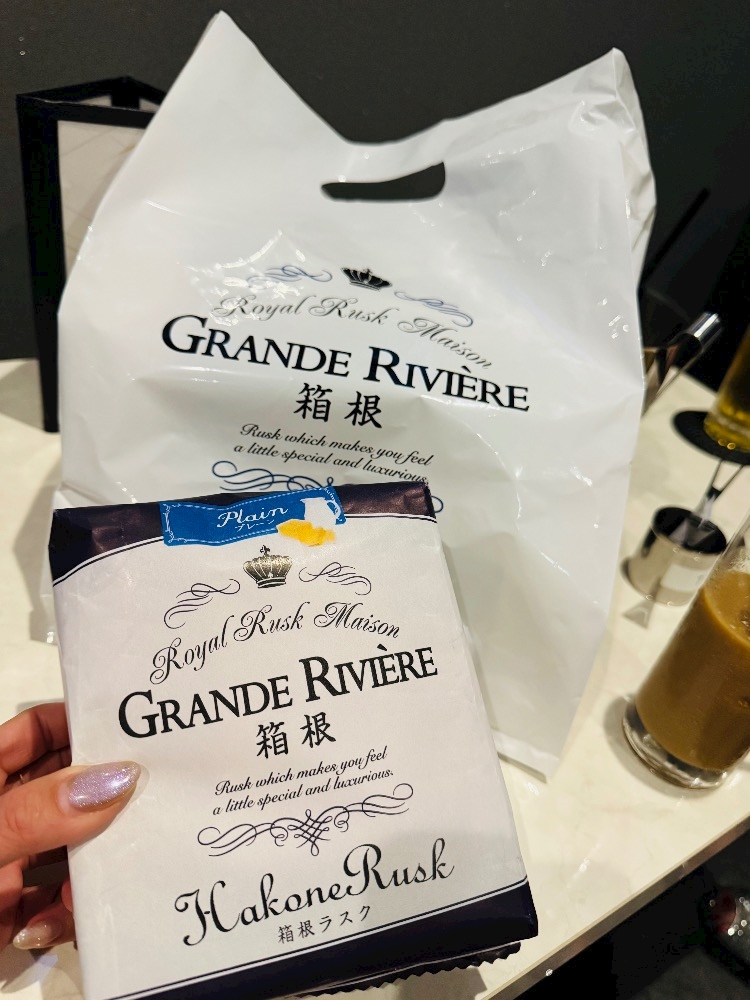 Royal Rusk Maison
GRANDE RIVIÈRE
箱根
Rusk which makes you feel
a little special and luxurious.
Plain
プレーン
Royal Rusk Maison
GRANDE RIVIÈRE
箱根
Rusk which makes you feel
a little special and luxurious.
HakoneRusk
箱根ラスク